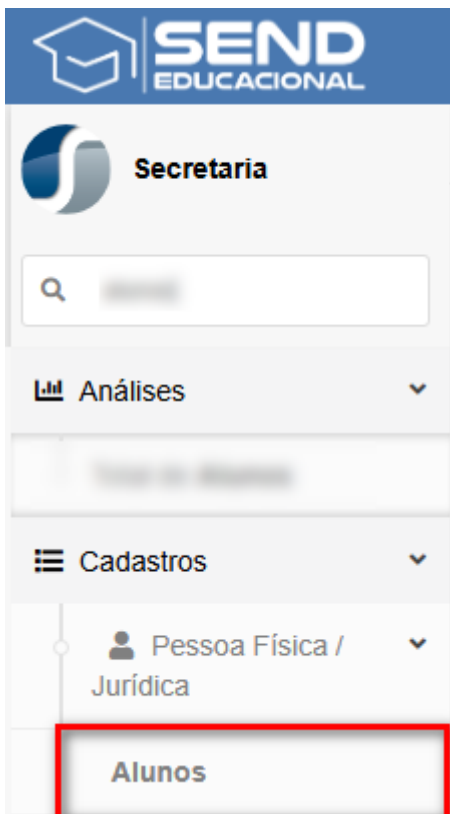 SEND
EDUCACIONAL
Secretaria
Análises
Cadastros
Pessoa Física /
Jurídica
Alunos